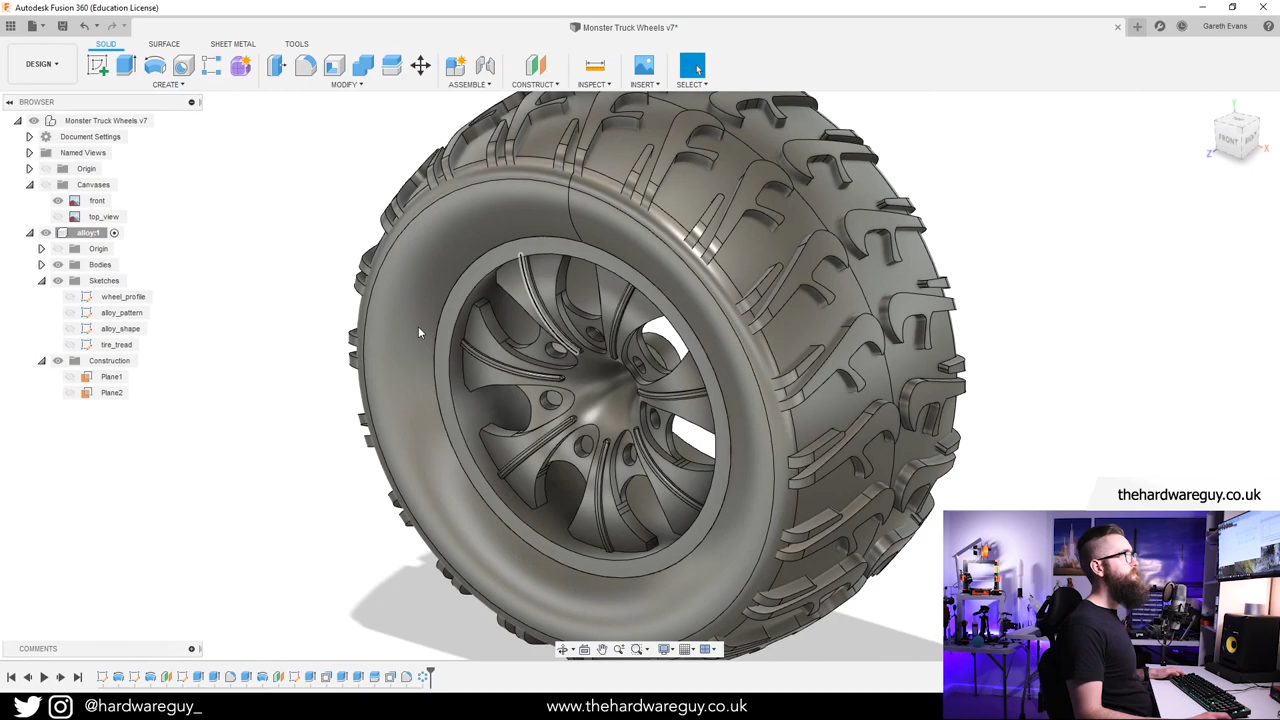 Autodesk Fusion 360 (Education License)
Monster Truck Wheels v7*
Gareth Evans
DESIGN
SOLID
SURFACE
SHEET METAL
TOOLS
CREATE
MODIFY
ASSEMBLE
CONSTRUCT
INSPECT
INSERT
SELECT
BROWSER
Monster Truck Wheels v7
Document Settings
Named Views
Origin
Canvases
front
top_view
alloy:1
Origin
Bodies
Sketches
wheel_profile
alloy_pattern
alloy_shape
tire_tread
Construction
Plane1
Plane2
Y
FRONT
Z
X
thehardwareguy.co.uk
COMMENTS
@hardwareguy_
www.thehardwareguy.co.uk